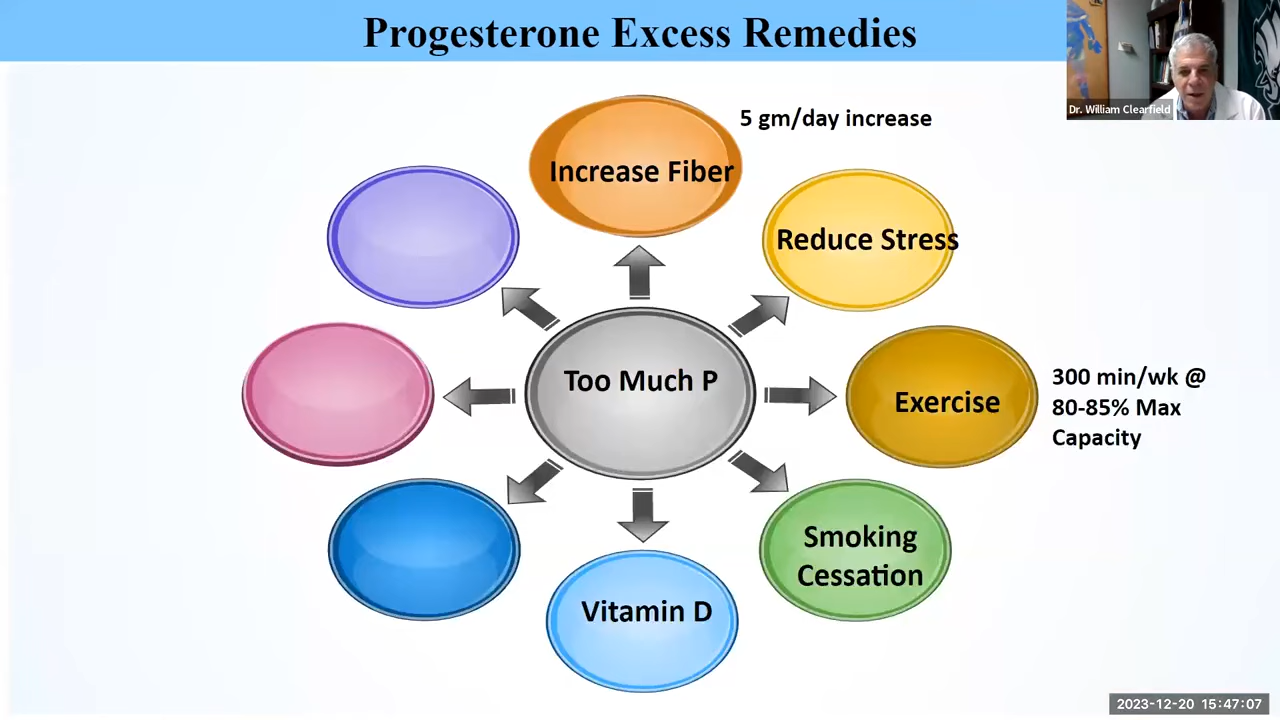 Progesterone Excess Remedies
Dr. William Clearfield
5 gm/day increase
Increase Fiber
Reduce Stress
Too Much P
Exercise
300 min/wk @
80-85% Max
Capacity
Smoking
Cessation
Vitamin D
2023-12-20 15:47:07